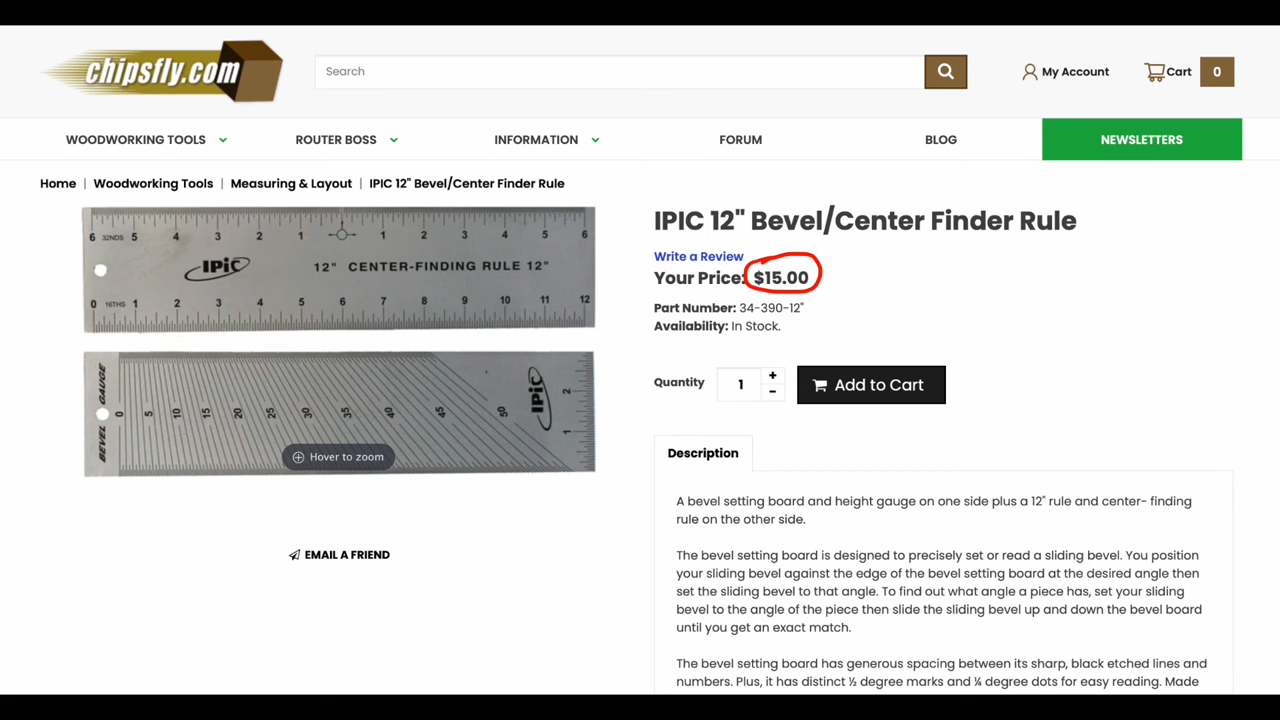 chipsfly.com
Search
My Account
Cart
0
WOODWORKING TOOLS
ROUTER BOSS
INFORMATION
FORUM
BLOG
NEWSLETTERS
Home | Woodworking Tools | Measuring & Layout | IPIC 12" Bevel/Center Finder Rule
6 32NDS 5 4 3 2 1 1 2 3 4 5 6
IPIC 12" CENTER-FINDING RULE 12"
0 16THS 1 2 3 4 5 6 7 8 9 10 11 12
BEVEL GAUGE 0 5 10 15 20 25 30 35 40 45 50 IPIC 1 2
Hover to zoom
EMAIL A FRIEND
IPIC 12" Bevel/Center Finder Rule
Write a Review
Your Price: $15.00
Part Number: 34-390-12"
Availability: In Stock.
Quantity 1 + -
Add to Cart
Description
A bevel setting board and height gauge on one side plus a 12" rule and center- finding
rule on the other side.
The bevel setting board is designed to precisely set or read a sliding bevel. You position
your sliding bevel against the edge of the bevel setting board at the desired angle then
set the sliding bevel to that angle. To find out what angle a piece has, set your sliding
bevel to the angle of the piece then slide the sliding bevel up and down the bevel board
until you get an exact match.
The bevel setting board has generous spacing between its sharp, black etched lines and
numbers. Plus, it has distinct ½ degree marks and ¼ degree dots for easy reading. Made